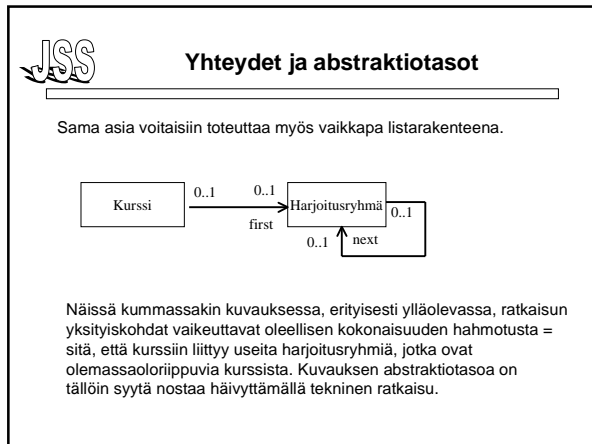 JSS
Yhteydet ja abstraktiotasot
Sama asia voitaisiin toteuttaa myös vaikkapa listarakenteena.
Kurssi
0..1
0..1
first
Harjoitusryhmä
0..1
0..1
next
Näissä kummassakin kuvauksessa, erityisesti ylläolevassa, ratkaisun
yksityiskohdat vaikeuttavat oleellisen kokonaisuuden hahmotusta =
sitä, että kurssiin liittyy useita harjoitusryhmiä, jotka ovat
olemassaoloriippuvia kurssista. Kuvauksen abstraktiotasoa on
tällöin syytä nostaa häivyttämällä tekninen ratkaisu.